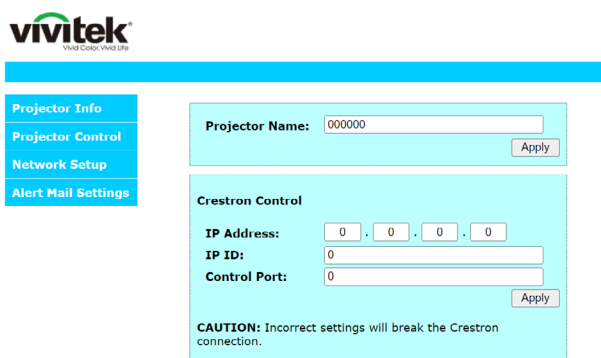 vivitek®
Vivid Color, Vivid Life
Projector Info
Projector Control
Network Setup
Alert Mail Settings
Projector Name: 000000
Apply
Crestron Control
IP Address: 0 . 0 . 0 . 0
IP ID: 0
Control Port: 0
Apply
CAUTION: Incorrect settings will break the Crestron
connection.